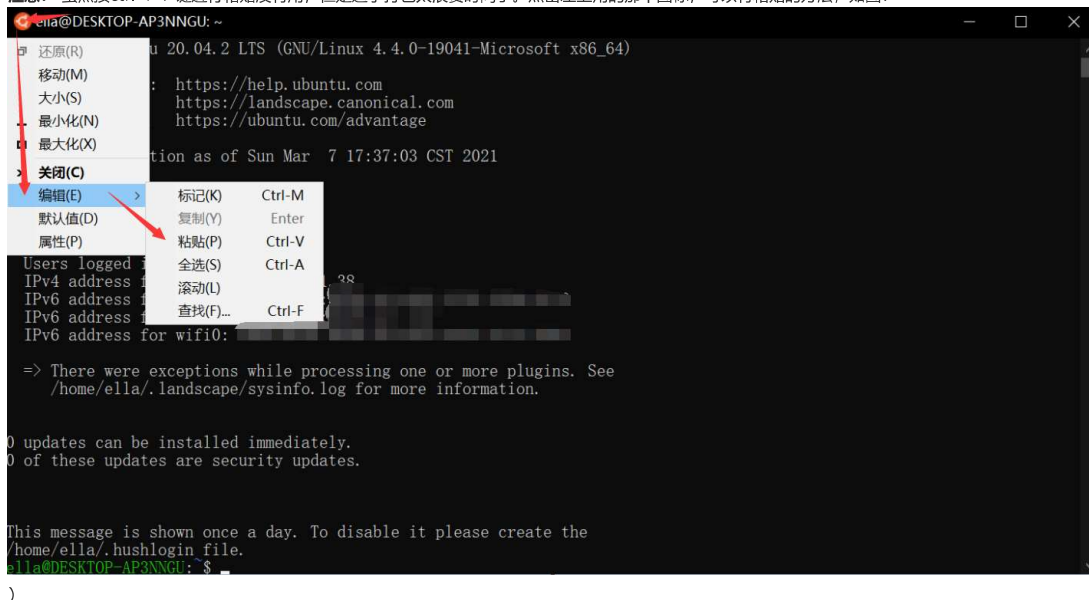 ella@DESKTOP-AP3NNGU: ~
还原(R)
移动(M)
大小(S)
最小化(N)
最大化(X)
关闭(C)
编辑(E) >
默认值(D)
属性(P)
标记(K) Ctrl-M
复制(Y) Enter
粘贴(P) Ctrl-V
全选(S) Ctrl-A
滚动(L)
查找(F)... Ctrl-F
u 20.04.2 LTS (GNU/Linux 4.4.0-19041-Microsoft x86_64)
: https://help.ubuntu.com
https://landscape.canonical.com
https://ubuntu.com/advantage
tion as of Sun Mar 7 17:37:03 CST 2021
Users logged
IPv4 address
IPv6 address
IPv6 address
IPv6 address for wifi0:
=> There were exceptions while processing one or more plugins. See
/home/ella/.landscape/sysinfo.log for more information.
0 updates can be installed immediately.
0 of these updates are security updates.
This message is shown once a day. To disable it please create the
/home/ella/.hushlogin file.
ella@DESKTOP-AP3NNGU:~$
)